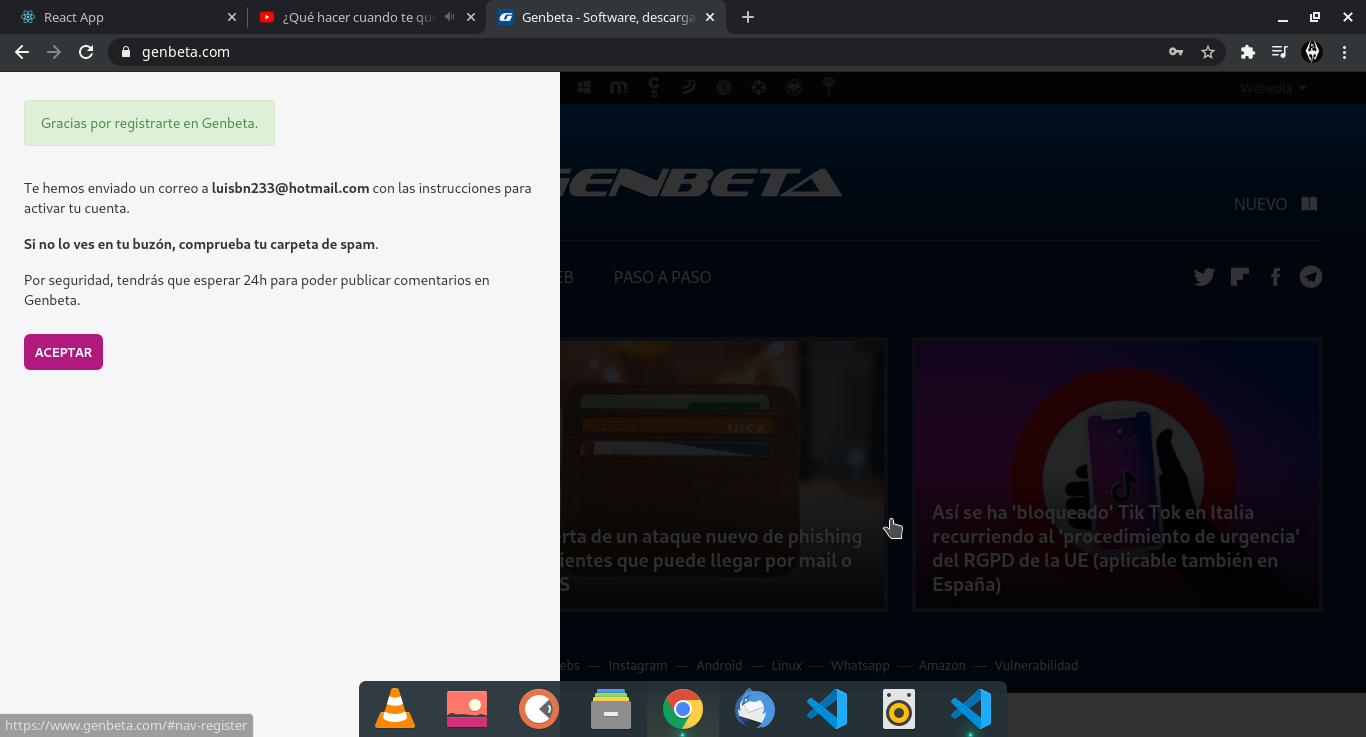 React App
¿Qué hacer cuando te qu
Genbeta - Software, descarga
genbeta.com
Webedia
Gracias por registrarte en Genbeta.
GENBETA
Te hemos enviado un correo a luisbn233@hotmail.com con las instrucciones para
activar tu cuenta.
NUEVO
Si no lo ves en tu buzón, comprueba tu carpeta de spam.
EB
PASO A PASO
Por seguridad, tendrás que esperar 24h para poder publicar comentarios en
Genbeta.
ACEPTAR
VISA
00:00
erta de un ataque nuevo de phishing
ientes que puede llegar por mail o
S
Así se ha 'bloqueado' Tik Tok en Italia
recurriendo al 'procedimiento de urgencia'
del RGPD de la UE (aplicable también en
España)
ebs — Instagram — Android — Linux — Whatsapp — Amazon — Vulnerabilidad
https://www.genbeta.com/#nav-register